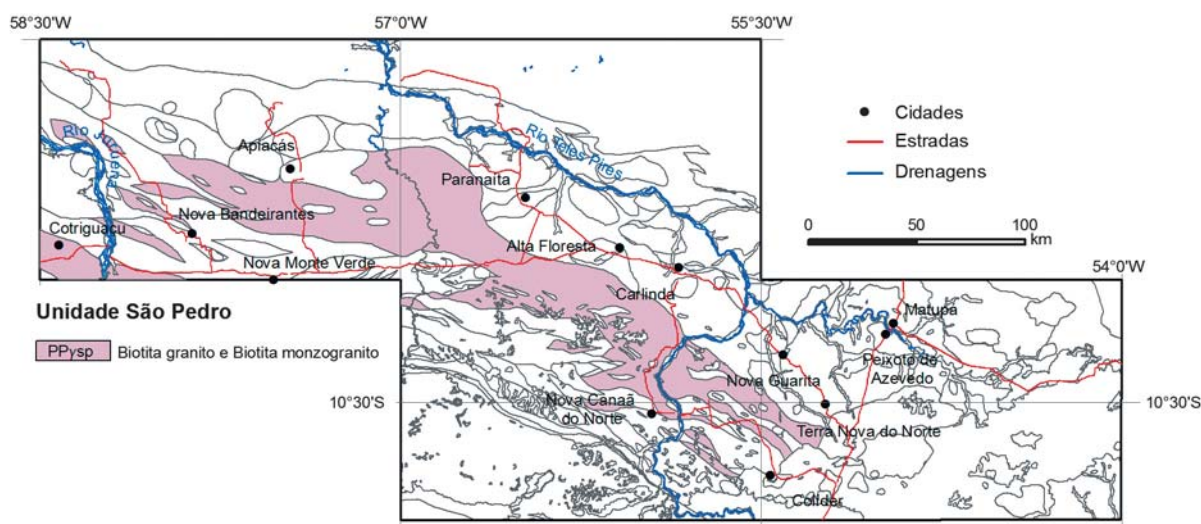 58°30'W
57°0'W
55°30'W
Cidades
Estradas
Drenagens
0 50 100
km
Rio Juruena
Apiacás
Rio Teles Pires
Paranaíta
Nova Bandeirantes
Cotriguaçu
Alta Floresta
Nova Monte Verde
54°0'W
Carlinda
Matupá
Unidade São Pedro
PPγsp Biotita granito e Biotita monzogranito
Peixoto de
Azevedo
Nova Guarita
Nova Canaã
do Norte
10°30'S
10°30'S
Terra Nova do Norte
Colíder